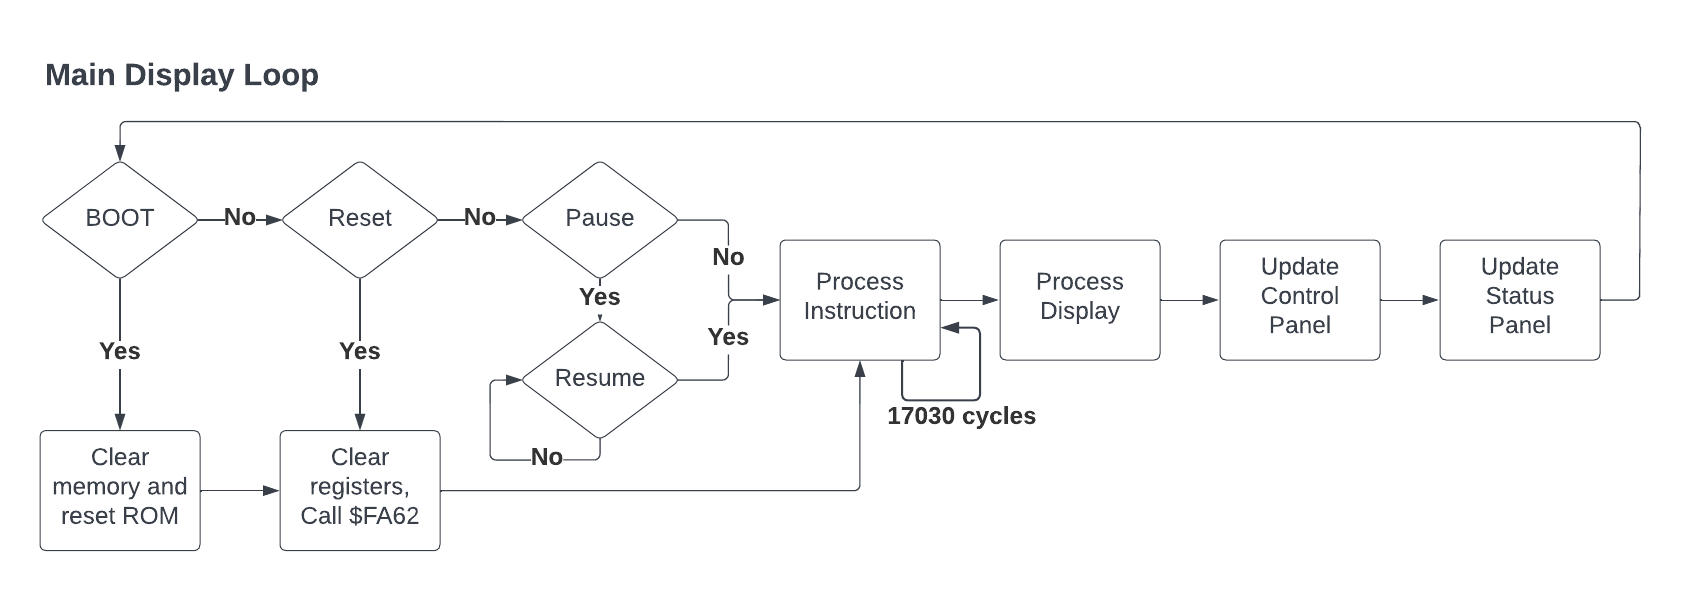 Main Display Loop
BOOT
No
Reset
No
Pause
No
Yes
Yes
Resume
No
Yes
Yes
Clear
memory and
reset ROM
Clear
registers,
Call $FA62
Process
Instruction
17030 cycles
Process
Display
Update
Control
Panel
Update
Status
Panel